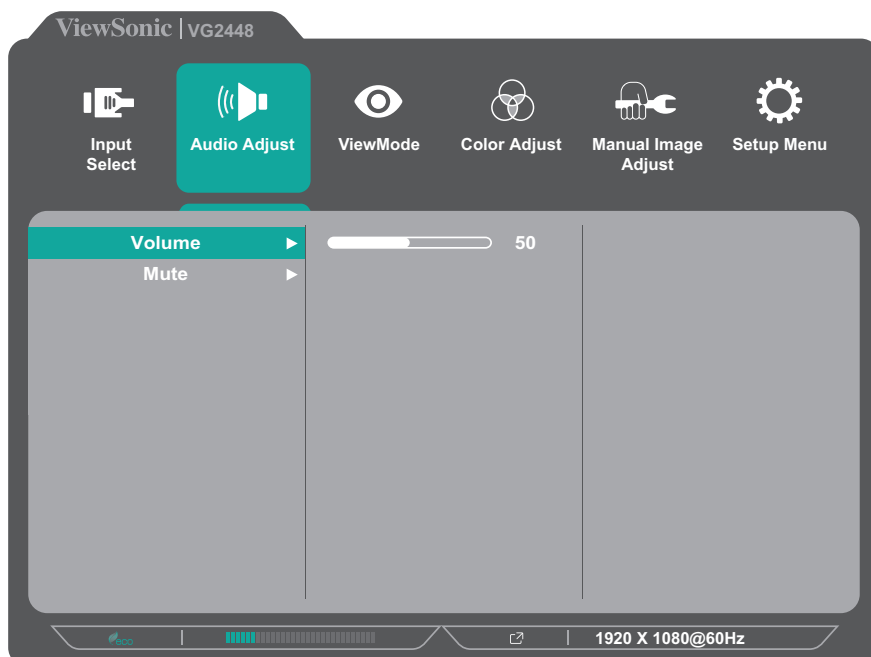 ViewSonic | VG2448
Input
Select
Audio Adjust
ViewMode
Color Adjust
Manual Image
Adjust
Setup Menu
Volume
50
Mute
eco
1920 X 1080@60Hz